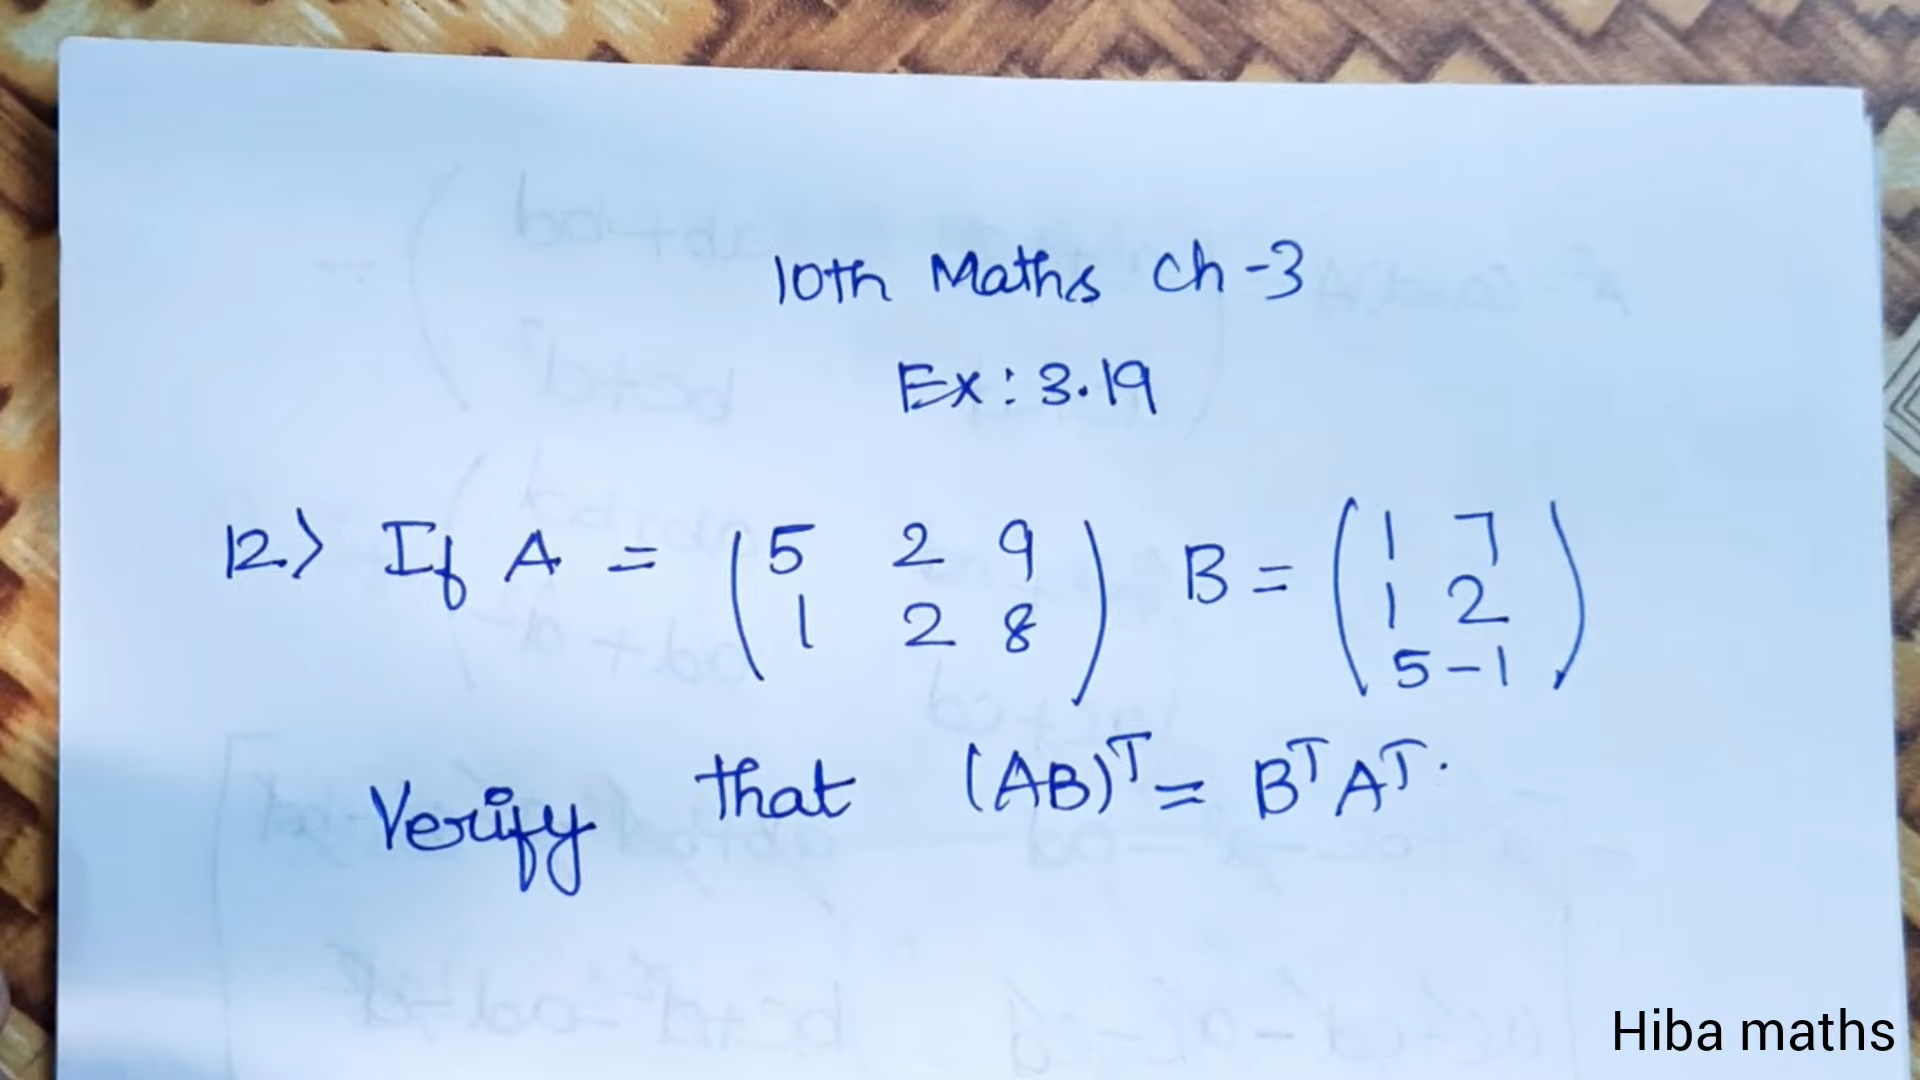 10th Maths Ch-3
Ex: 3.19
12) If A = (5 2 9 B = (1 7
1 2 8) 1 2
5 -1)
Verify that (AB)ᵀ = BᵀAᵀ.
Hiba maths